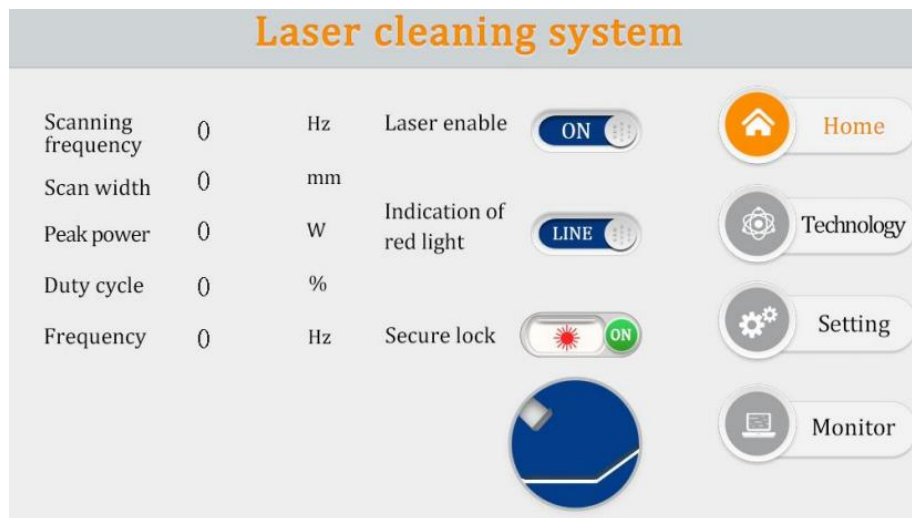 Laser cleaning system
Scanning
frequency
0
Hz
Scan width
0
mm
Peak power
0
W
Duty cycle
0
%
Frequency
0
Hz
Laser enable
ON
Indication of
red light
LINE
Secure lock
ON
Home
Technology
Setting
Monitor